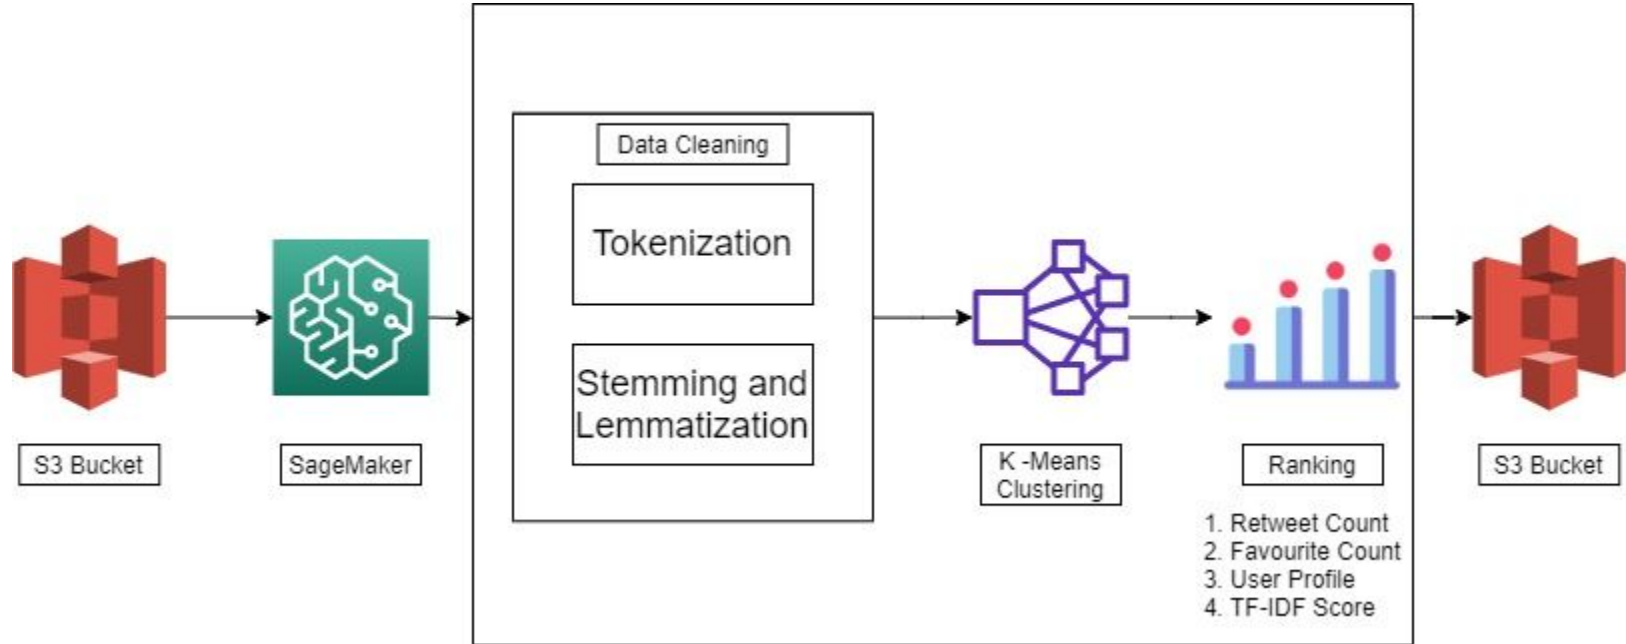 Data Cleaning
Tokenization
Stemming and
Lemmatization
S3 Bucket
SageMaker
K -Means
Clustering
Ranking
1. Retweet Count
2. Favourite Count
3. User Profile
4. TF-IDF Score
S3 Bucket